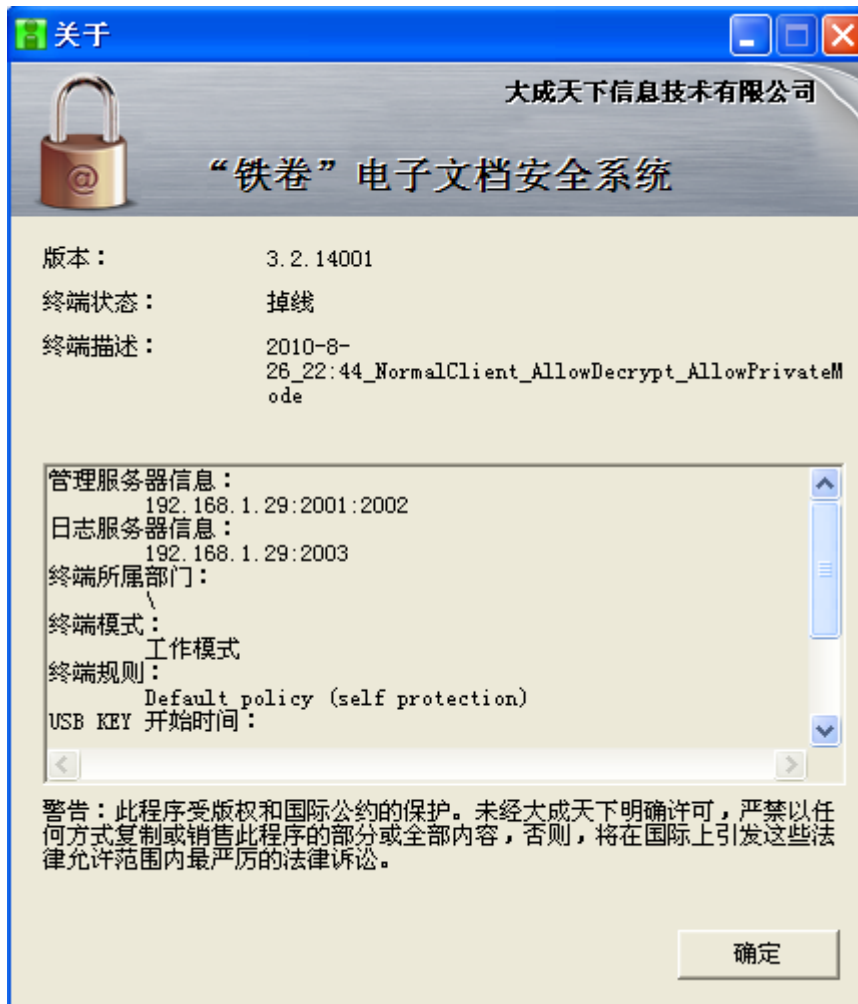 关于
大成天下信息技术有限公司
“铁卷”电子文档安全系统
版本： 3.2.14001
终端状态： 掉线
终端描述： 2010-8-
26_22:44_NormalClient_AllowDecrypt_AllowPrivateM
ode
管理服务器信息：
192.168.1.29:2001:2002
日志服务器信息：
192.168.1.29:2003
终端所属部门：
\
终端模式：
工作模式
终端规则：
Default policy (self protection)
USB KEY 开始时间：
警告：此程序受版权和国际公约的保护。未经大成天下明确许可，严禁以任
何方式复制或销售此程序的部分或全部内容，否则，将在国际上引发这些法
律允许范围内最严厉的法律诉讼。
确定